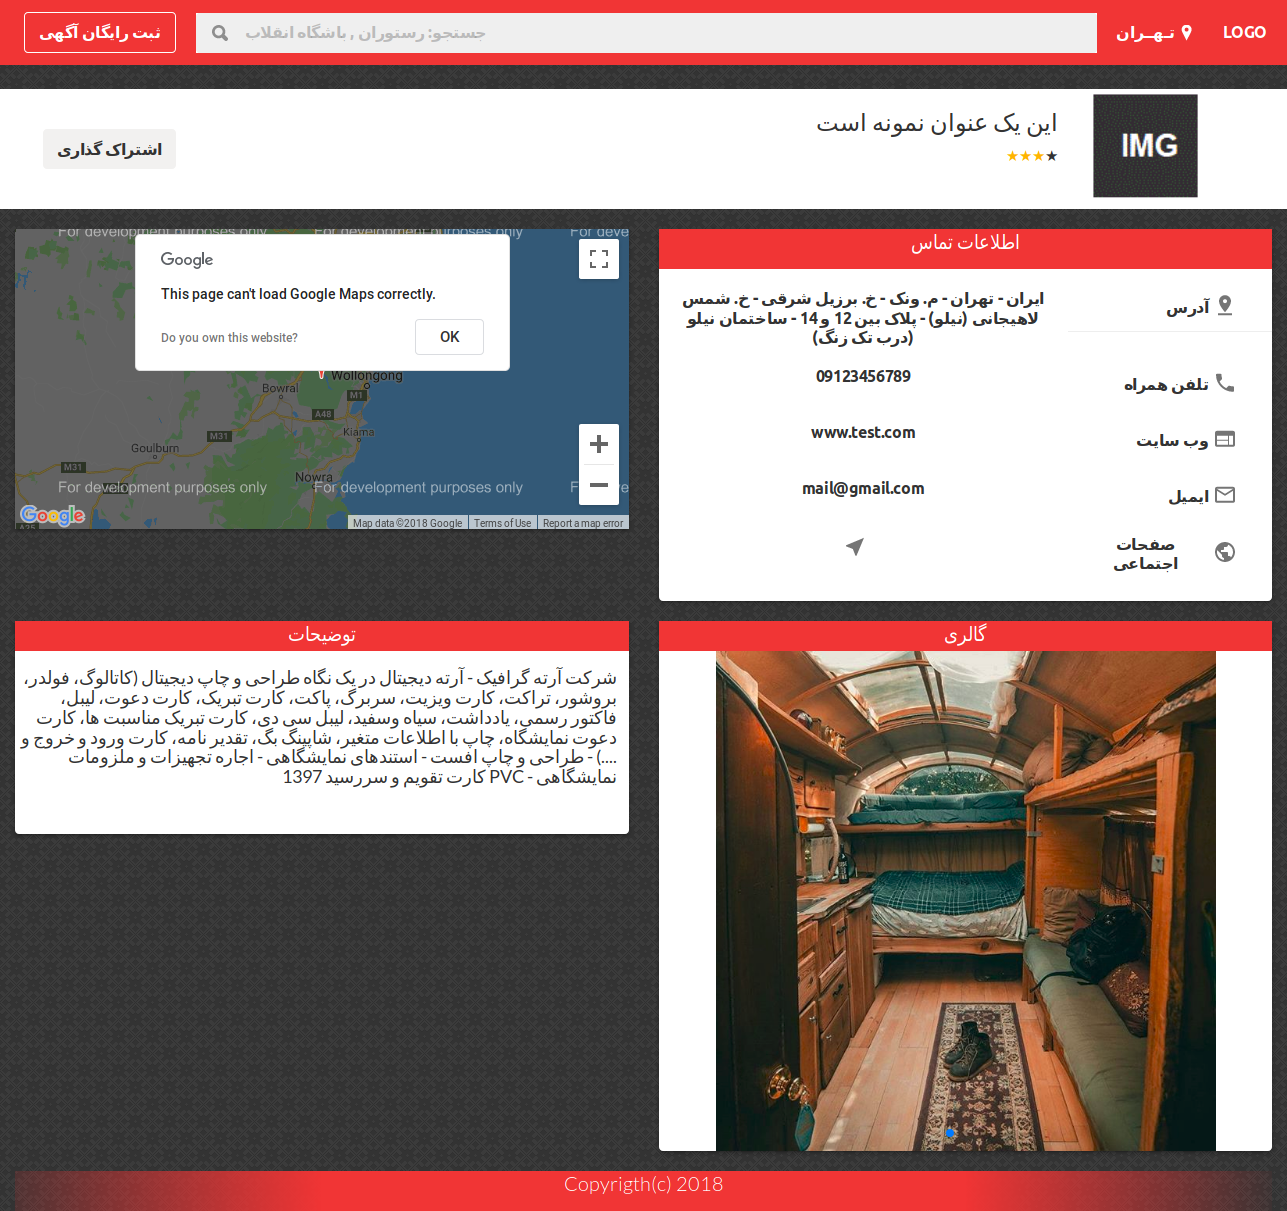 LOGO
تـهــران
جستجو: رستوران , باشگاه انقلاب
ثبت رایگان آگهی
IMG
این یک عنوان نمونه است
اشتراک گذاری
اطلاعات تماس
آدرس
ایران - تهران - م. ونک - خ. برزیل شرقی - خ. شمس
لاهیجانی (نیلو) - پلاک بین 12 و 14 - ساختمان نیلو
(درب تک زنگ)
تلفن همراه
09123456789
وب سایت
www.test.com
ایمیل
mail@gmail.com
صفحات
اجتماعی
For development purposes only
For development purposes only
For deve
Google
This page can't load Google Maps correctly.
Do you own this website?
OK
Wollongong
Bowral
M1
A48
Kiama
M31
Goulburn
M31
Nowra
For development purposes only
For development purposes only
For deve
Google
A25
Map data ©2018 Google
Terms of Use
Report a map error
گالری
توضیحات
شرکت آرته گرافیک - آرته دیجیتال در یک نگاه طراحی و چاپ دیجیتال (کاتالوگ، فولدر،
بروشور، تراکت، کارت ویزیت، سربرگ، پاکت، کارت تبریک، کارت دعوت، لیبل،
فاکتور رسمی، یادداشت، سیاه وسفید، لیبل سی دی، کارت تبریک مناسبت ها، کارت
دعوت نمایشگاه، چاپ با اطلاعات متغیر، شاپینگ بگ، تقدیر نامه، کارت ورود و خروج و
....) - طراحی و چاپ افست - استندهای نمایشگاهی - اجاره تجهیزات و ملزومات
نمایشگاهی - PVC کارت تقویم و سررسید 1397
Copyrigth(c) 2018